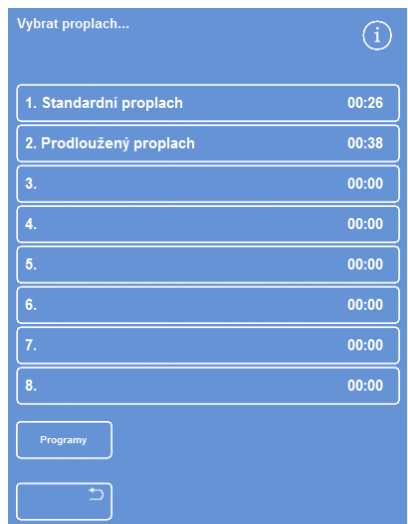 Vybrat proplach...
i
1. Standardní proplach 00:26
2. Prodloužený proplach 00:38
3. 00:00
4. 00:00
5. 00:00
6. 00:00
7. 00:00
8. 00:00
Programy